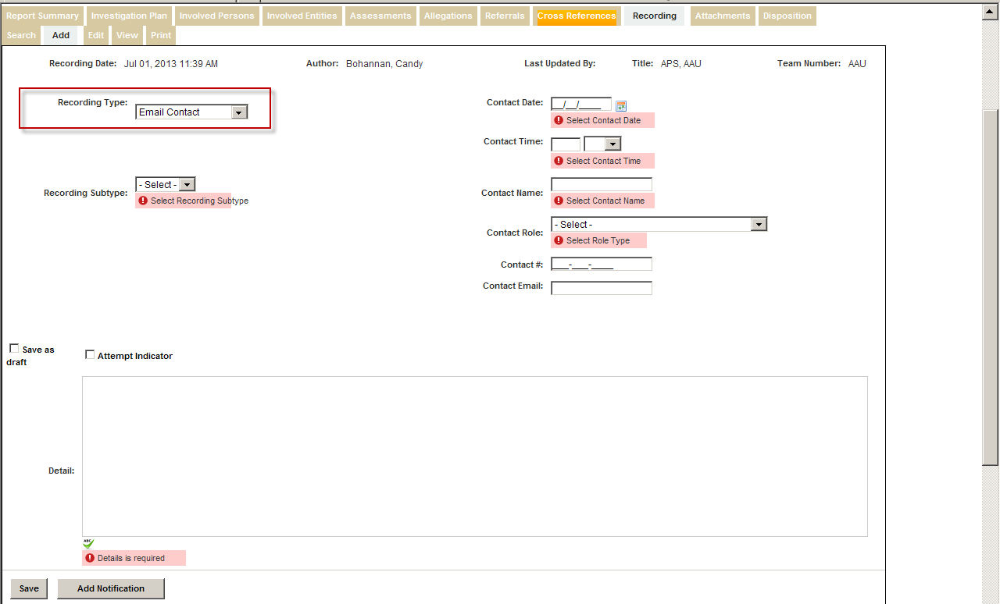 Report Summary Investigation Plan Involved Persons Involved Entities Assessments Allegations Referrals Cross References Recording Attachments Disposition
Search Add Edit View Print
Recording Date: Jul 01, 2013 11:39 AM Author: Bohannan, Candy Last Updated By: Title: APS, AAU Team Number: AAU
Recording Type: Email Contact
Contact Date: __/__/____
Select Contact Date
Contact Time:
Select Contact Time
Recording Subtype: - Select -
Select Recording Subtype
Contact Name:
Select Contact Name
Contact Role: - Select -
Select Role Type
Contact #: ___-___-____
Contact Email:
Save as
draft
Attempt Indicator
Detail:
ABC
Details is required
Save Add Notification